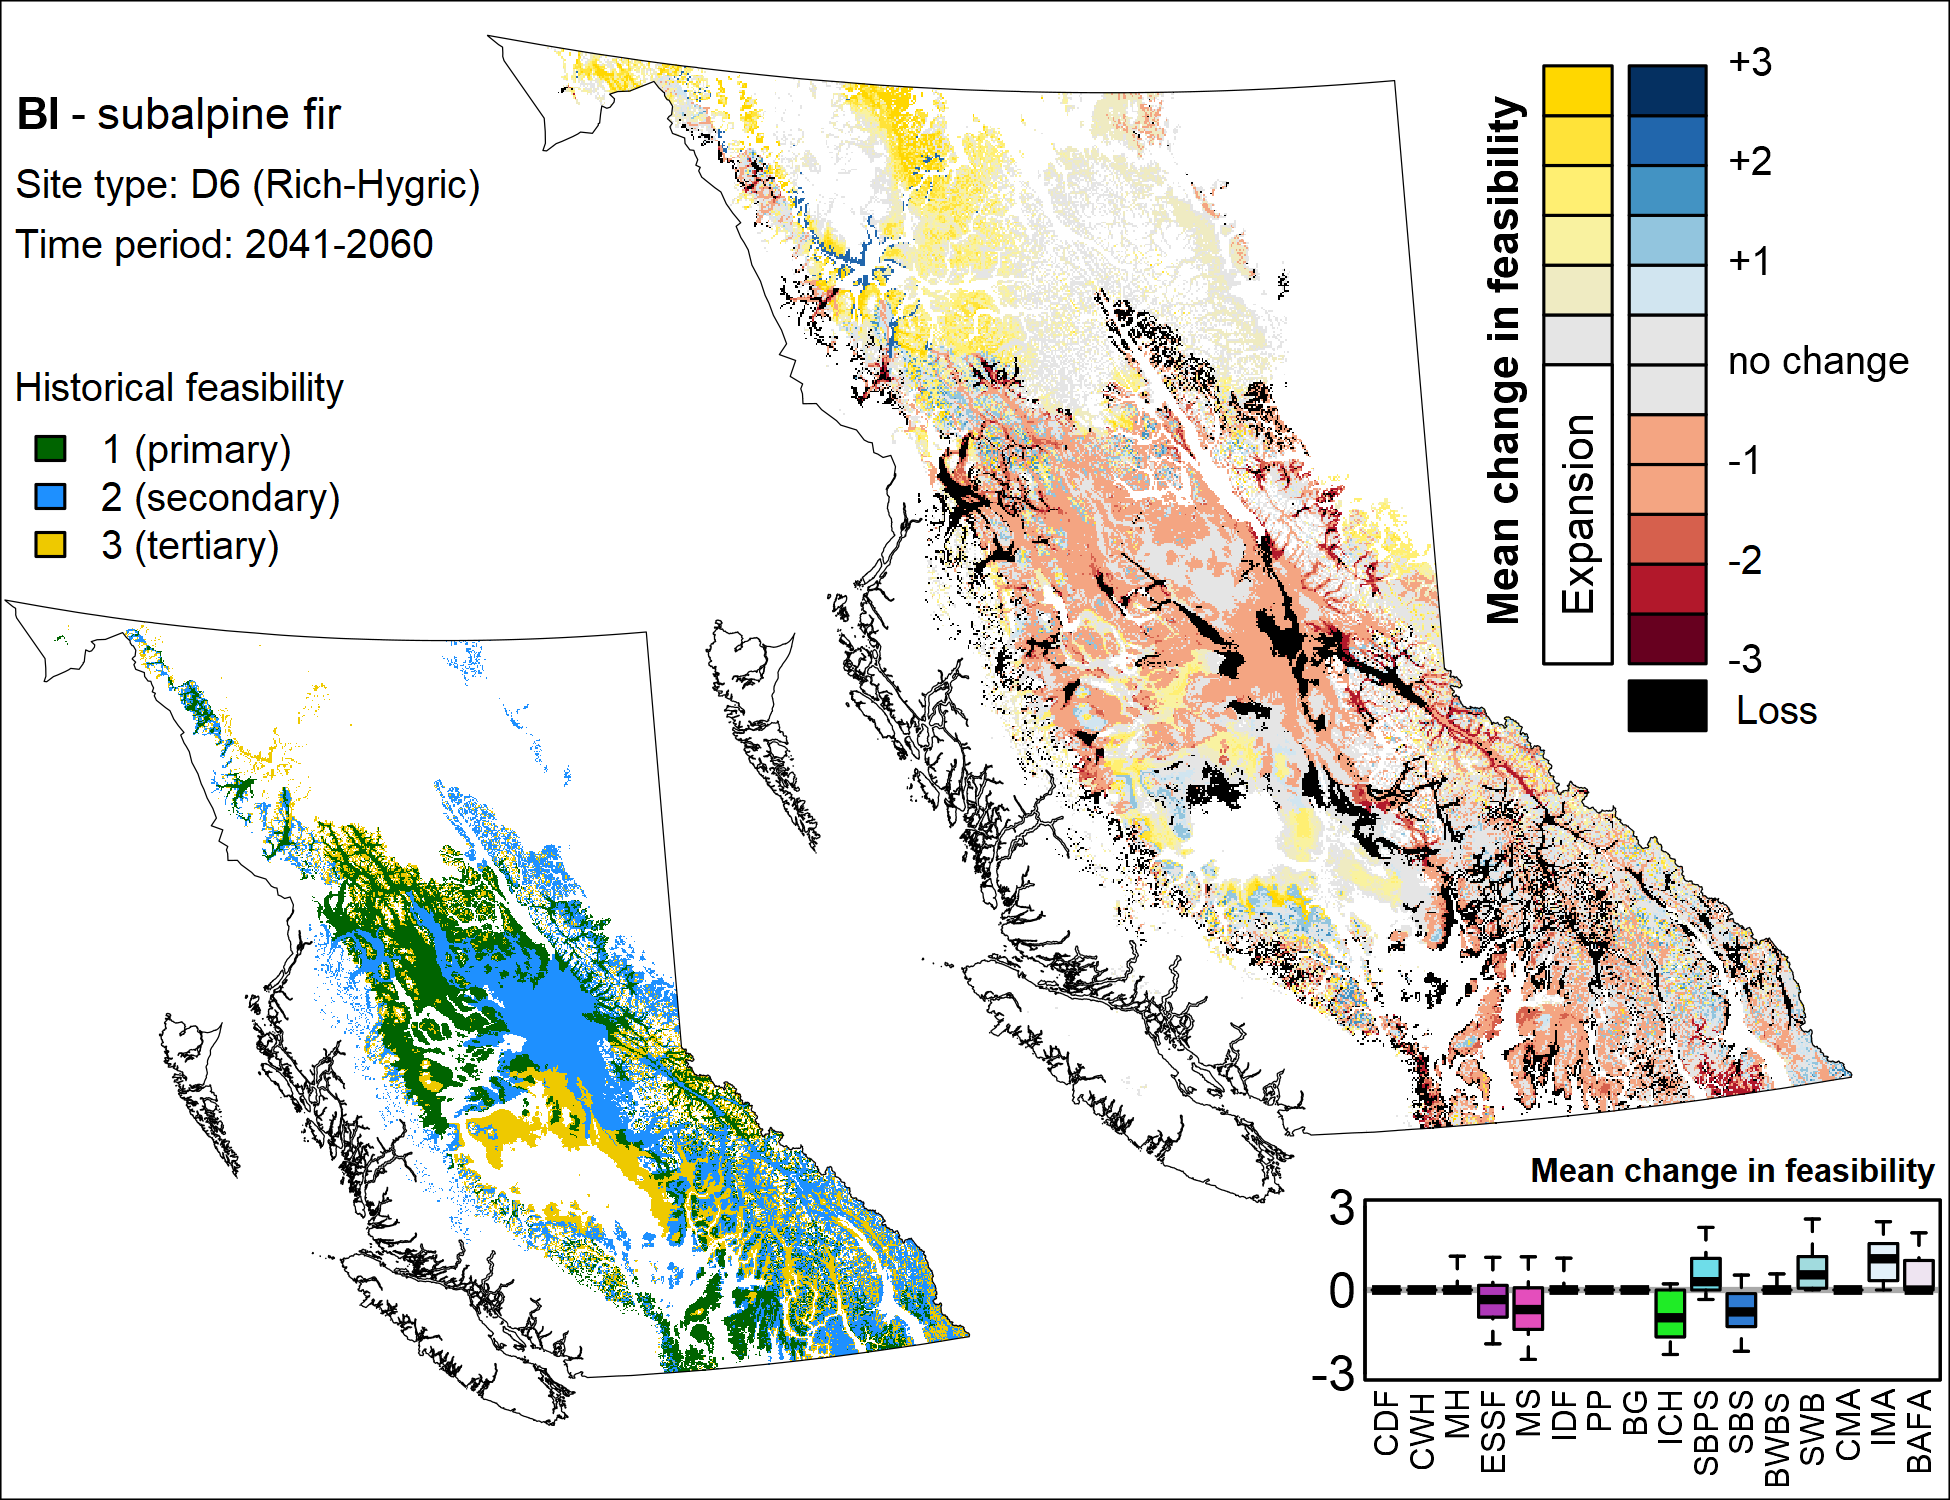 Bl - subalpine fir
Site type: D6 (Rich-Hygric)
Time period: 2041-2060
Historical feasibility
1 (primary)
2 (secondary)
3 (tertiary)
Mean change in feasibility
Expansion
+3
+2
+1
no change
-1
-2
-3
Loss
Mean change in feasibility
3
0
-3
CDF
CWH
MH
ESSF
MS
IDF
PP
BG
ICH
SBPS
SBS
BWBS
SWB
CMA
IMA
BAFA